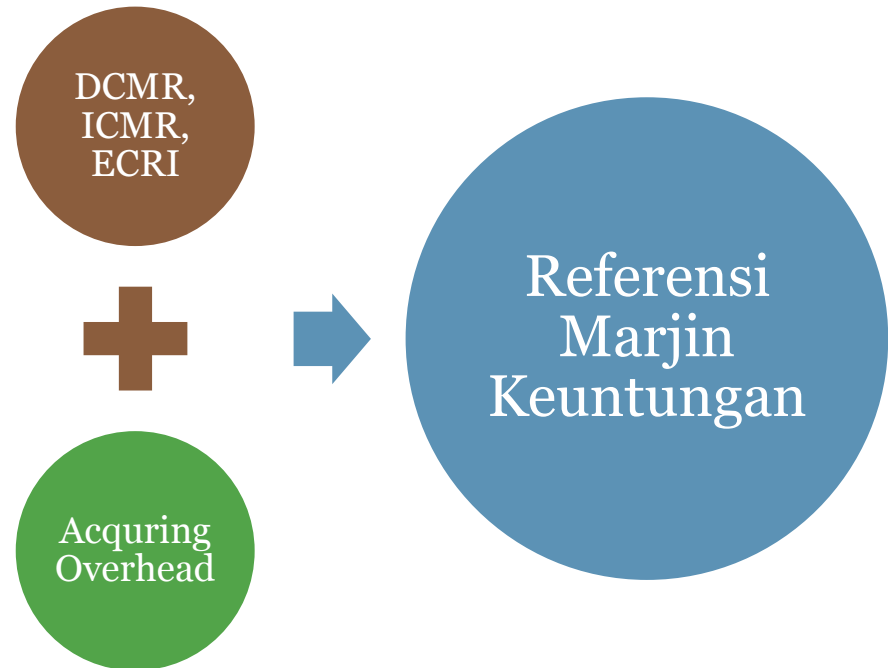 DCMR,
ICMR,
ECRI
Referensi
Marjin
Keuntungan
Acquring
Overhead